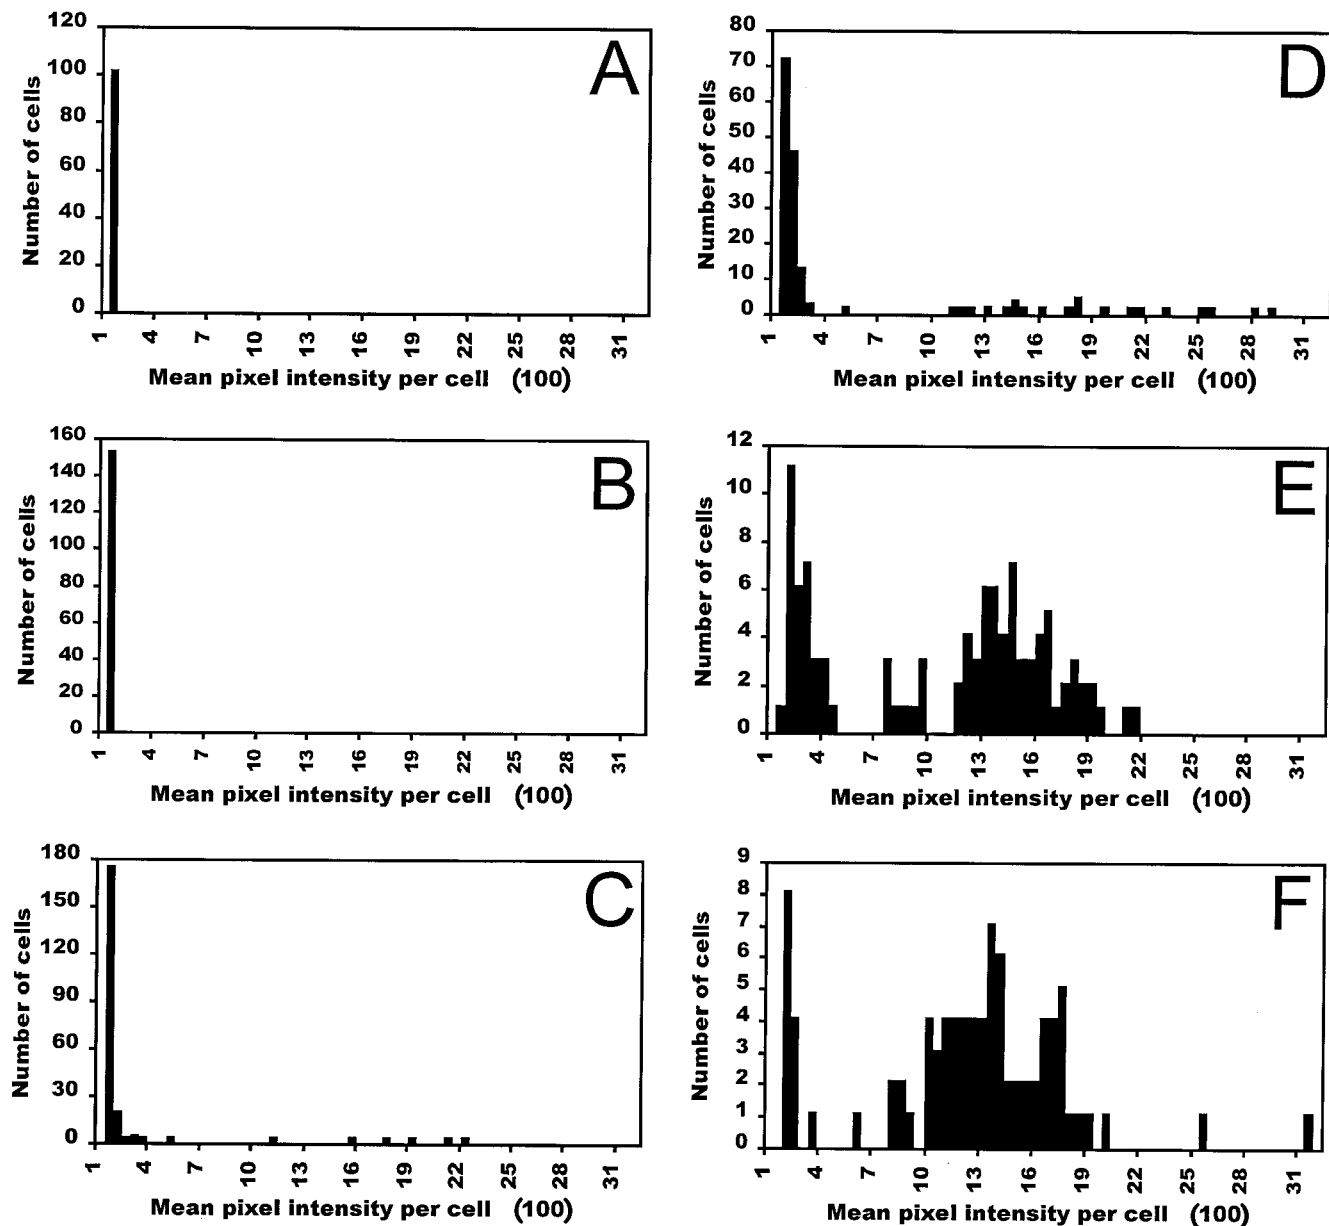 A
Number of cells
120
100
80
60
40
20
0
1 4 7 10 13 16 19 22 25 28 31
Mean pixel intensity per cell (100)
B
Number of cells
160
140
120
100
80
60
40
20
0
1 4 7 10 13 16 19 22 25 28 31
Mean pixel intensity per cell (100)
C
Number of cells
180
150
120
90
60
30
0
1 4 7 10 13 16 19 22 25 28 31
Mean pixel intensity per cell (100)
D
Number of cells
80
70
60
50
40
30
20
10
0
1 4 7 10 13 16 19 22 25 28 31
Mean pixel intensity per cell (100)
E
Number of cells
12
10
8
6
4
2
0
1 4 7 10 13 16 19 22 25 28 31
Mean pixel intensity per cell (100)
F
Number of cells
9
8
7
6
5
4
3
2
1
0
1 4 7 10 13 16 19 22 25 28 31
Mean pixel intensity per cell (100)